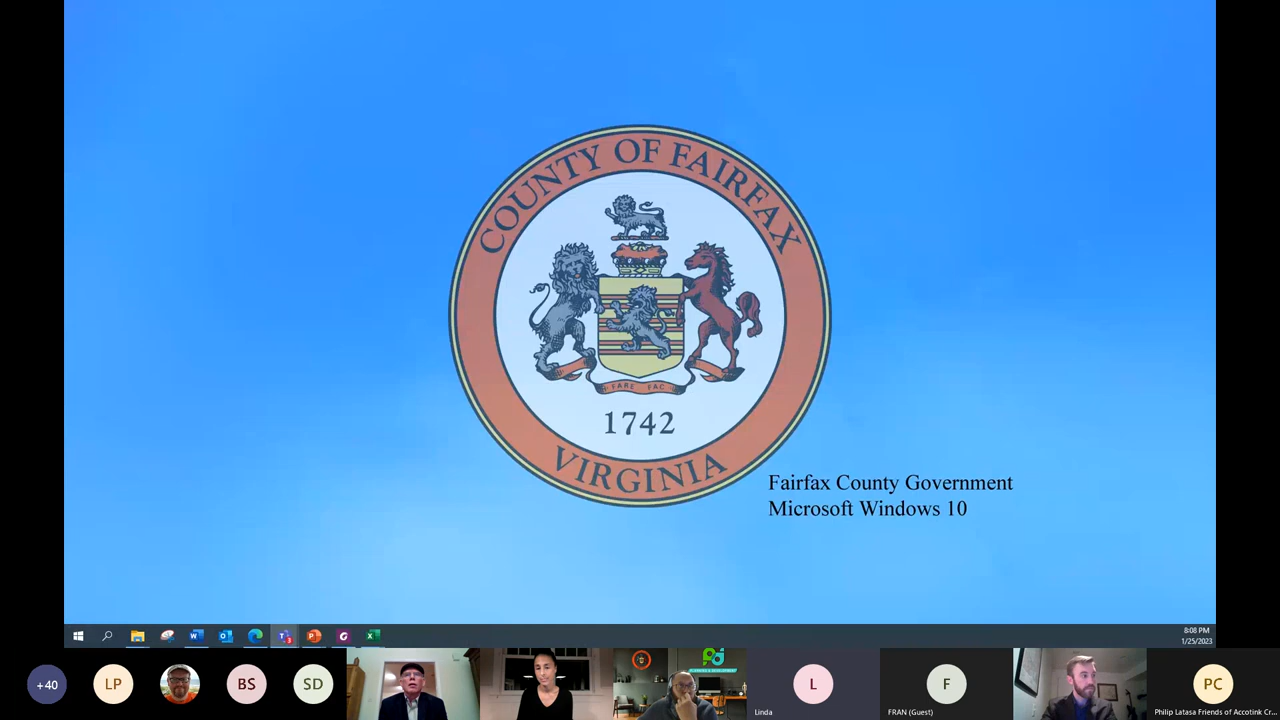 COUNTY OF FAIRFAX
FARE FAC
1742
VIRGINIA
Fairfax County Government
Microsoft Windows 10
8:08 PM
1/25/2023
+40
LP
BS
SD
L
F
PC
Linda
FRAN (Guest)
Philip Latasa Friends of Accotink Cr...